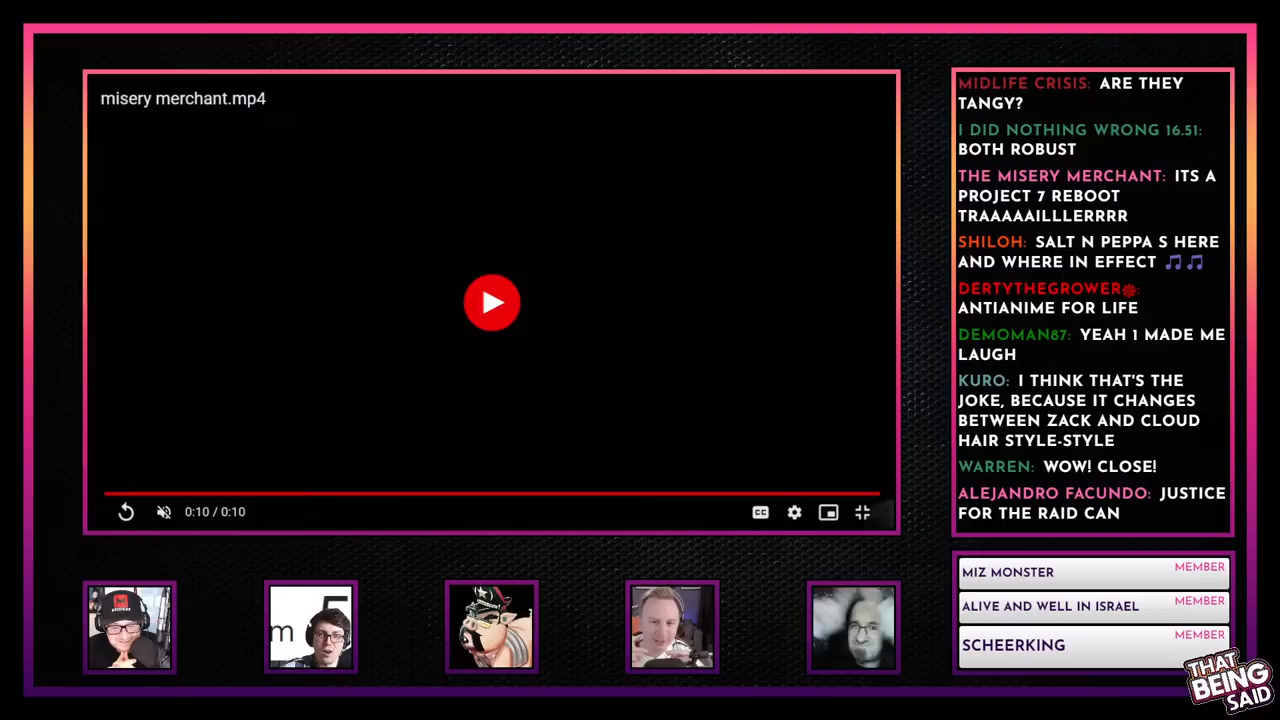 misery merchant.mp4
0:10 / 0:10
CC
MIDLIFE CRISIS: ARE THEY
TANGY?
I DID NOTHING WRONG 16.51:
BOTH ROBUST
THE MISERY MERCHANT: ITS A
PROJECT 7 REBOOT
TRAAAAAILLLERRRR
SHILOH: SALT N PEPPA S HERE
AND WHERE IN EFFECT 🎵🎵
DERTYTHEGROWER:
ANTIANIME FOR LIFE
DEMOMAN87: YEAH 1 MADE ME
LAUGH
KURO: I THINK THAT'S THE
JOKE, BECAUSE IT CHANGES
BETWEEN ZACK AND CLOUD
HAIR STYLE-STYLE
WARREN: WOW! CLOSE!
ALEJANDRO FACUNDO: JUSTICE
FOR THE RAID CAN
MIZ MONSTER MEMBER
ALIVE AND WELL IN ISRAEL MEMBER
SCHEERKING MEMBER
THAT
BEING
SAID